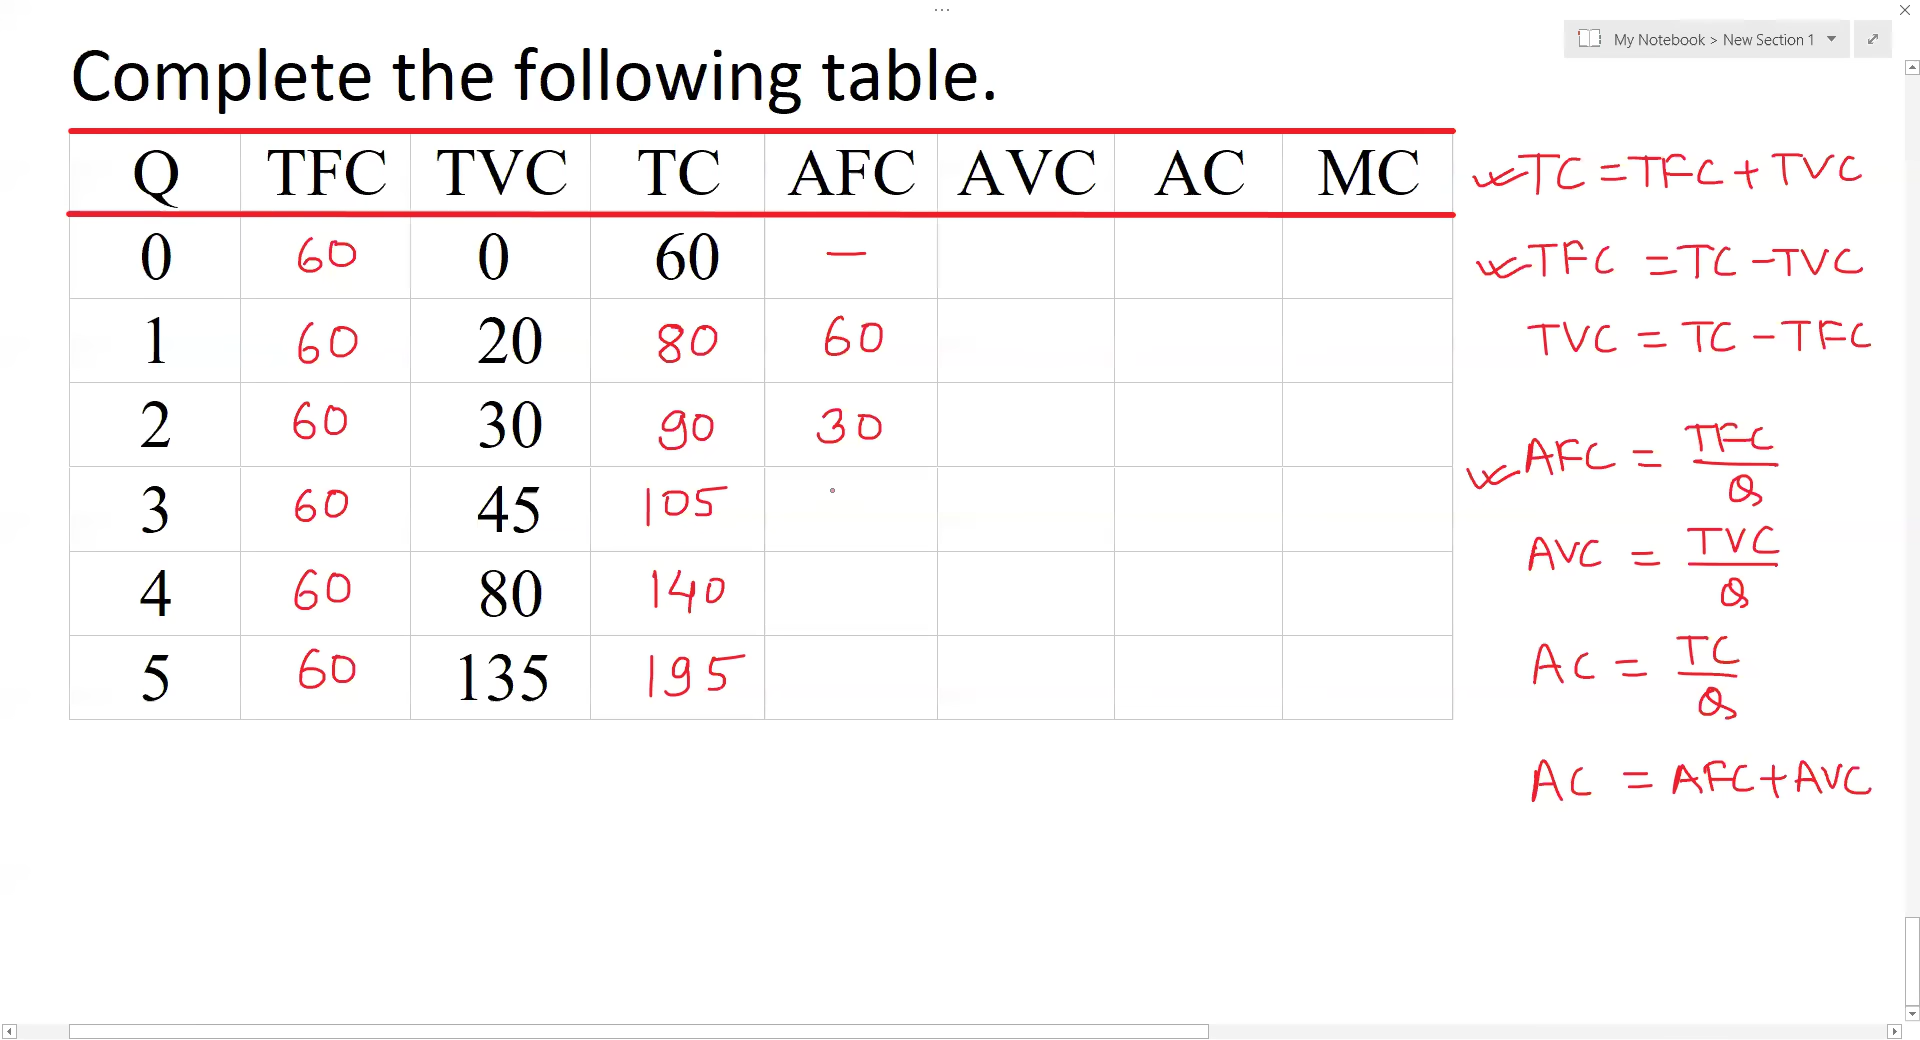 My Notebook > New Section 1
Complete the following table.
Q TFC TVC TC AFC AVC AC MC
0 60 0 60 —
1 60 20 80 60
2 60 30 90 30
3 60 45 105
4 60 80 140
5 60 135 195
TC = TFC + TVC
TFC = TC - TVC
TVC = TC - TFC
AFC = TFC / Q
AVC = TVC / Q
AC = TC / Q
AC = AFC + AVC